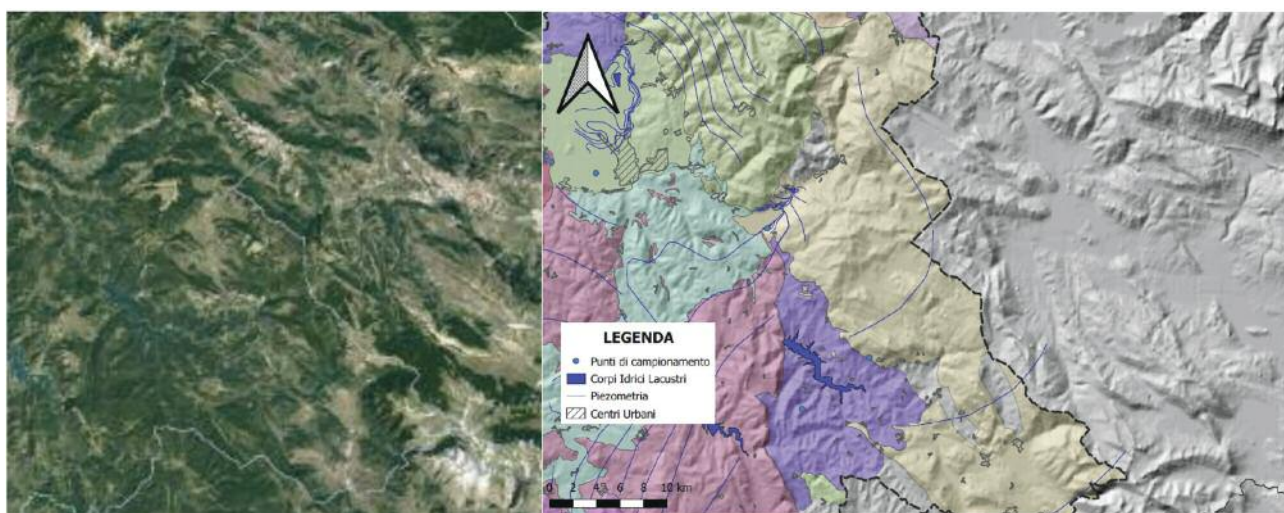 LEGENDA
Punti di campionamento
Corpi Idrici Lacustri
Piezometria
Centri Urbani
0 2 4 6 8 10 km